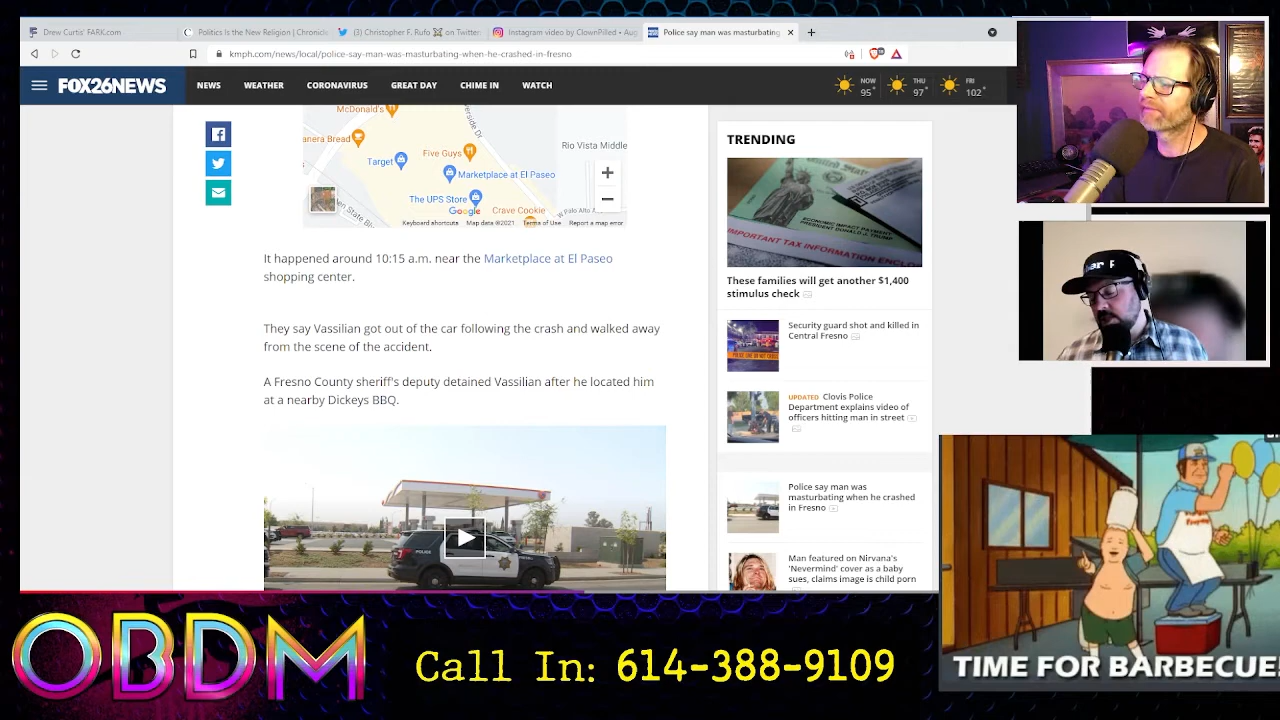 Drew Curtis' FARK.com
Politics Is the New Religion | Chronicle
(3) Christopher F. Rufo on Twitter
Instagram video by ClownPilled • Aug
Police say man was masturbating
kmph.com/news/local/police-say-man-was-masturbating-when-he-crashed-in-fresno
FOX26NEWS
NEWS WEATHER CORONAVIRUS GREAT DAY CHIME IN WATCH
NOW 95° THU 97° FRI 102°
McDonald's
anera Bread
Target
Five Guys
Rio Vista Middle
Marketplace at El Paseo
The UPS Store
Crave Cookie
Google
Keyboard shortcuts Map data ©2021 Terms of Use Report a map error
It happened around 10:15 a.m. near the Marketplace at El Paseo
shopping center.
They say Vassilian got out of the car following the crash and walked away
from the scene of the accident.
A Fresno County sheriff's deputy detained Vassilian after he located him
at a nearby Dickeys BBQ.
POLICE
TRENDING
ECONOMIC IMPACT PAYMENT
PRESIDENT DONALD J. TRUMP
IMPORTANT TAX INFORMATION ENCLO
These families will get another $1,400
stimulus check
Security guard shot and killed in
Central Fresno
UPDATED Clovis Police
Department explains video of
officers hitting man in street
Police say man was
masturbating when he crashed
in Fresno
Man featured on Nirvana's
'Nevermind' cover as a baby
sues, claims image is child porn
TIME FOR BARBECUE!
OBDM
Call In: 614-388-9109